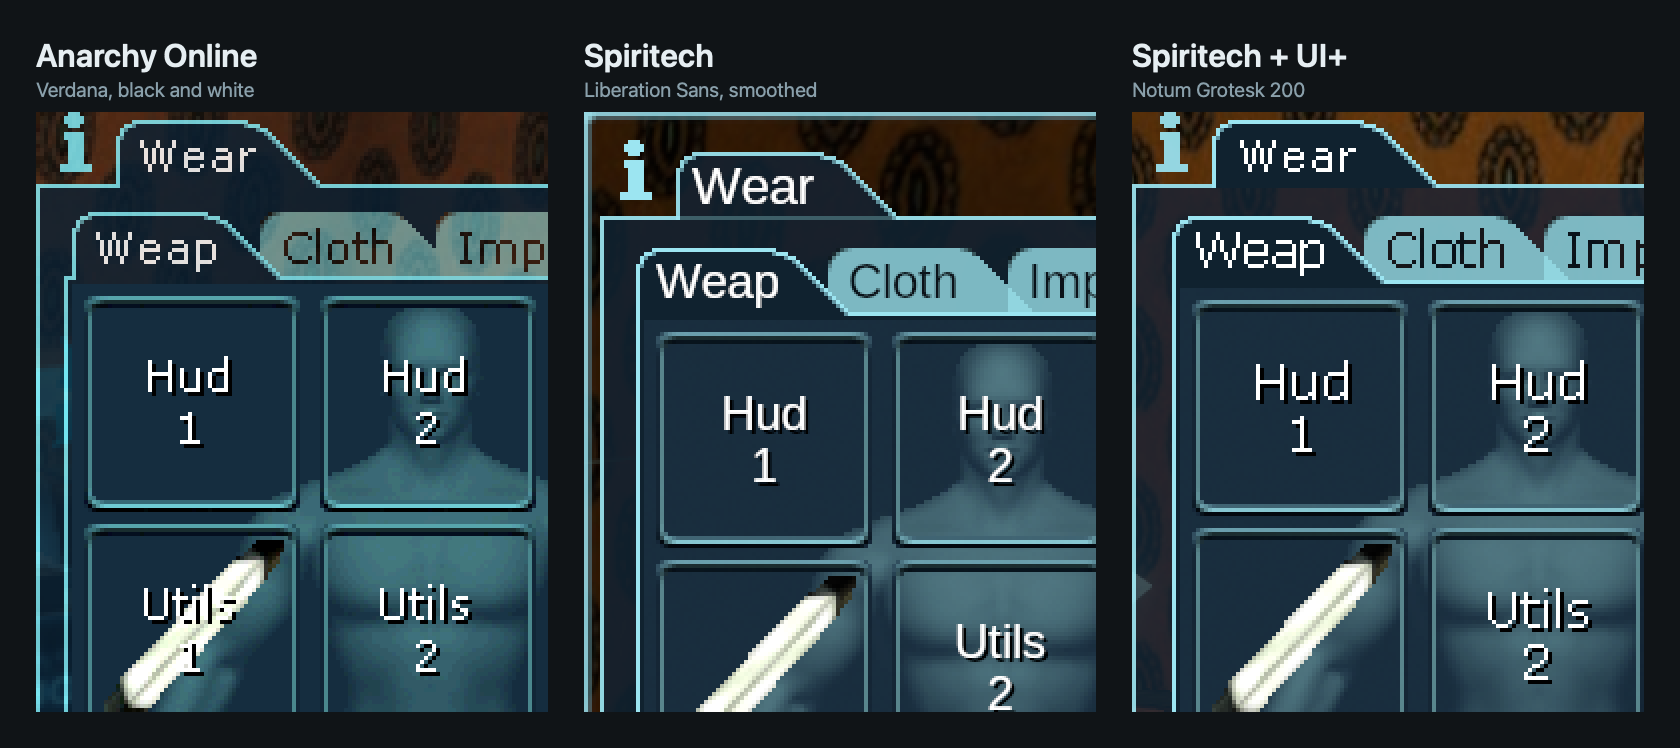 Anarchy Online
Verdana, black and white
i
Wear
Weap
Cloth
Imp
Hud
1
Hud
2
Utils
1
Utils
2
Spiritech
Liberation Sans, smoothed
i
Wear
Weap
Cloth
Imp
Hud
1
Hud
2
Utils
2
Spiritech + UI+
Notum Grotesk 200
i
Wear
Weap
Cloth
Imp
Hud
1
Hud
2
Utils
2